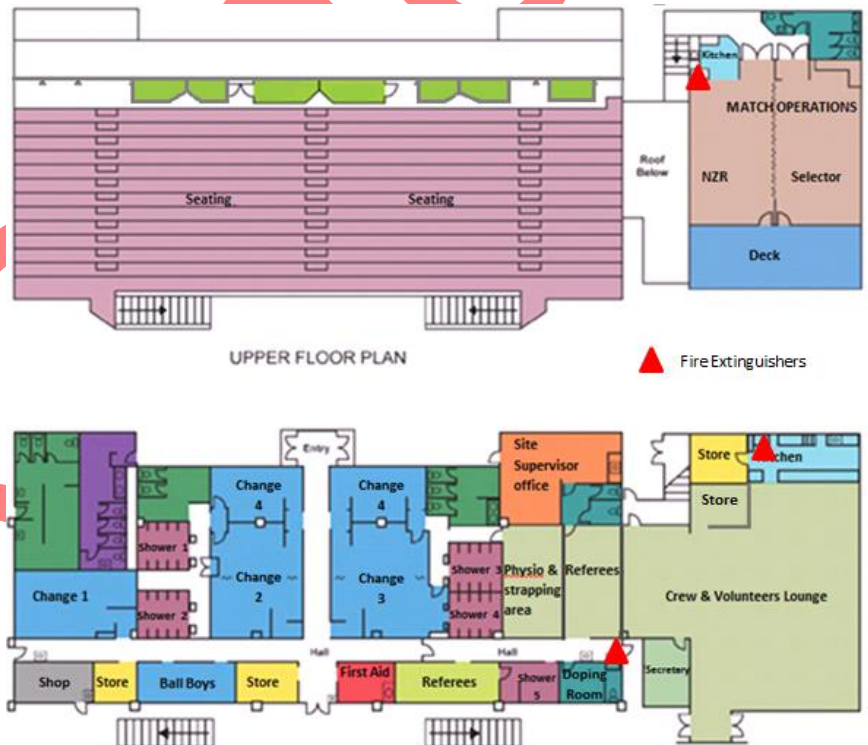 Kitchen
MATCH OPERATIONS
Roof
Below
NZR
Selector
Seating
Seating
Deck
UPPER FLOOR PLAN
Fire Extinguishers
Entry
Site
Supervisor
office
Store
Kitchen
Change
4
Change
4
Store
Shower 1
Shower 3
Physio &
strapping
area
Referees
Change 1
Change
2
Change
3
Shower 2
Shower 4
Crew & Volunteers Lounge
Hall
Hall
Shop
Store
Ball Boys
Store
First Aid
Referees
Shower
5
Doping
Room
Secretary